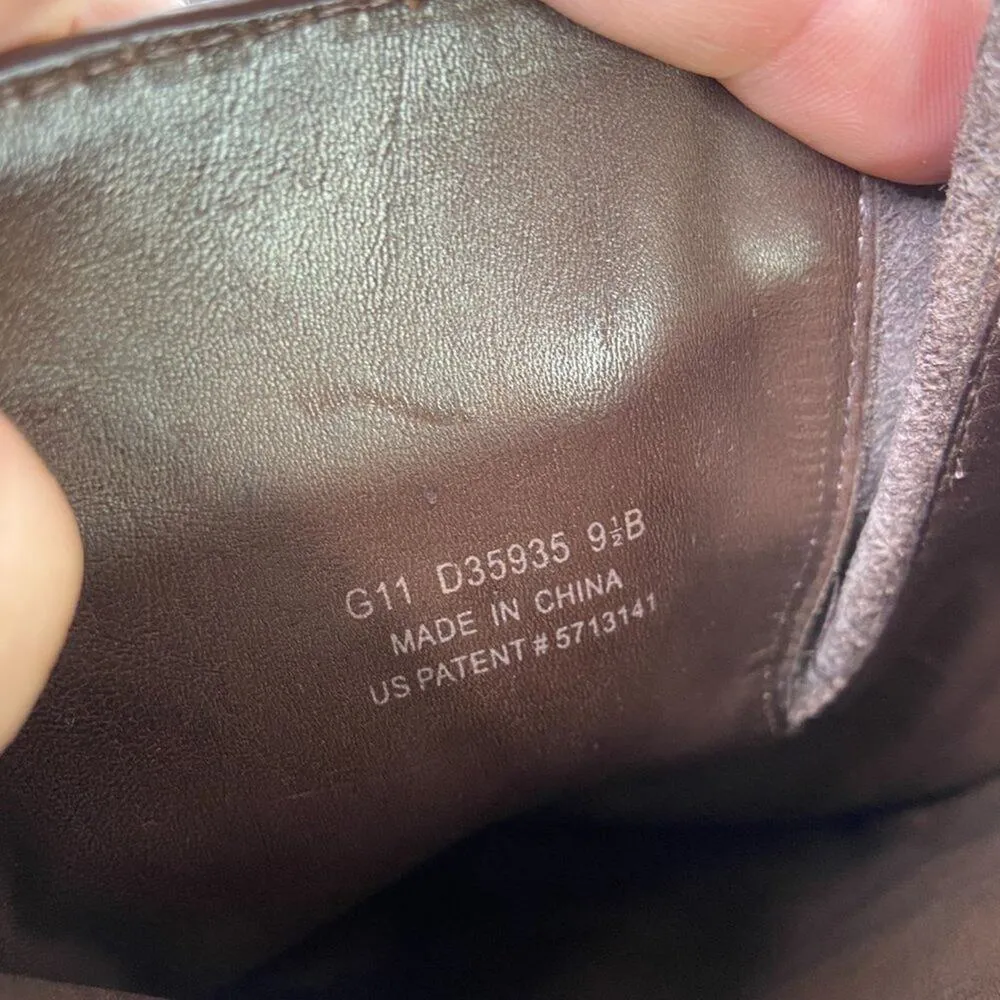 G11 D35935 9½B
MADE IN CHINA
US PATENT # 5713141